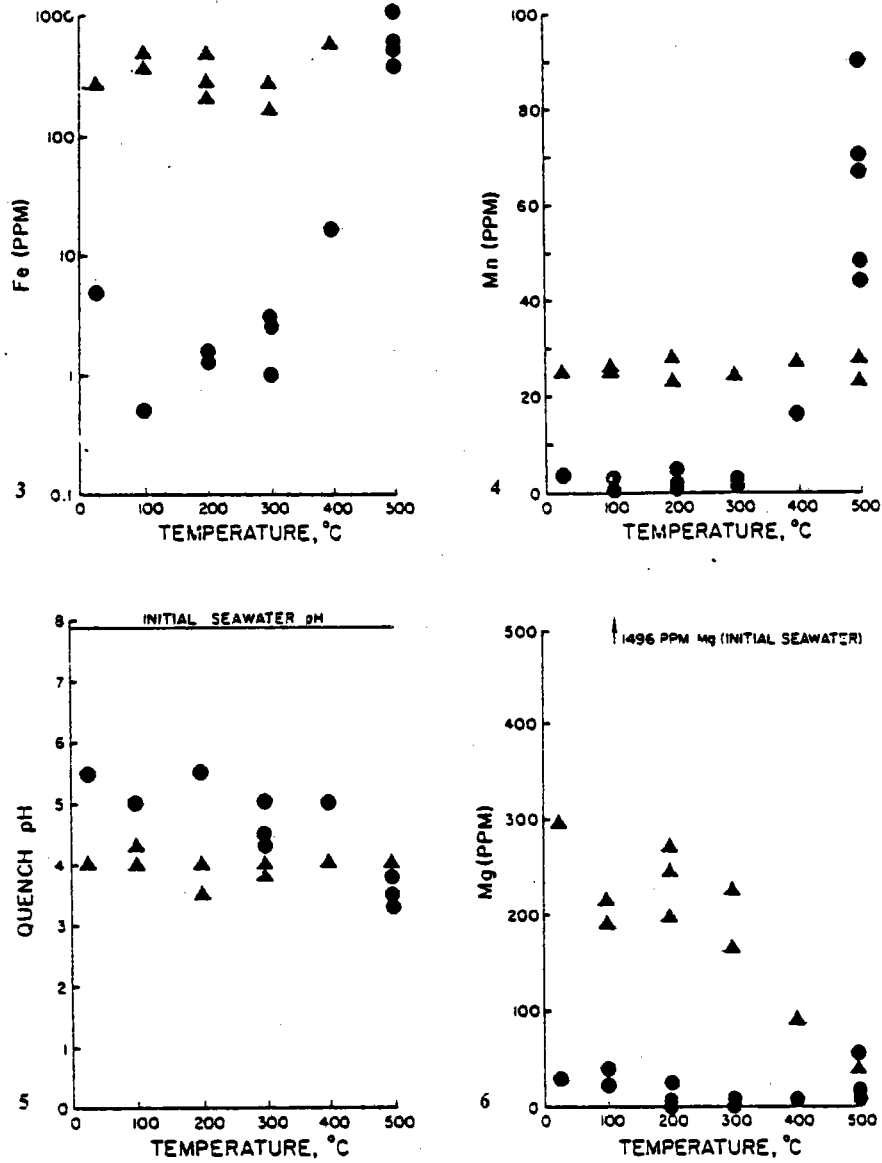 1000
100
10
1
0.1
Fe (PPM)
3
0 100 200 300 400 500
TEMPERATURE, °C
100
80
60
40
20
0
Mn (PPM)
4
0 100 200 300 400 500
TEMPERATURE, °C
INITIAL SEAWATER pH
8
7
6
5
4
3
2
1
0
QUENCH pH
5
0 100 200 300 400 500
TEMPERATURE, °C
1496 PPM Mg (INITIAL SEAWATER)
500
400
300
200
100
0
Mg (PPM)
6
0 100 200 300 400 500
TEMPERATURE, °C